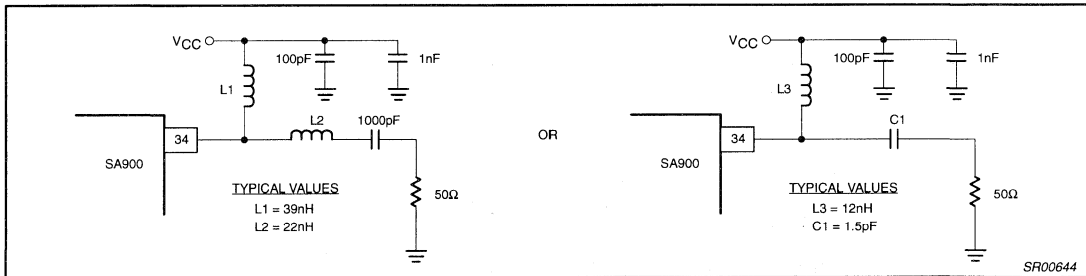 VCC
100pF
1nF
L1
L2
1000pF
34
SA900
50Ω
TYPICAL VALUES
L1 = 39nH
L2 = 22nH
OR
VCC
100pF
1nF
L3
C1
34
SA900
50Ω
TYPICAL VALUES
L3 = 12nH
C1 = 1.5pF
SR00644